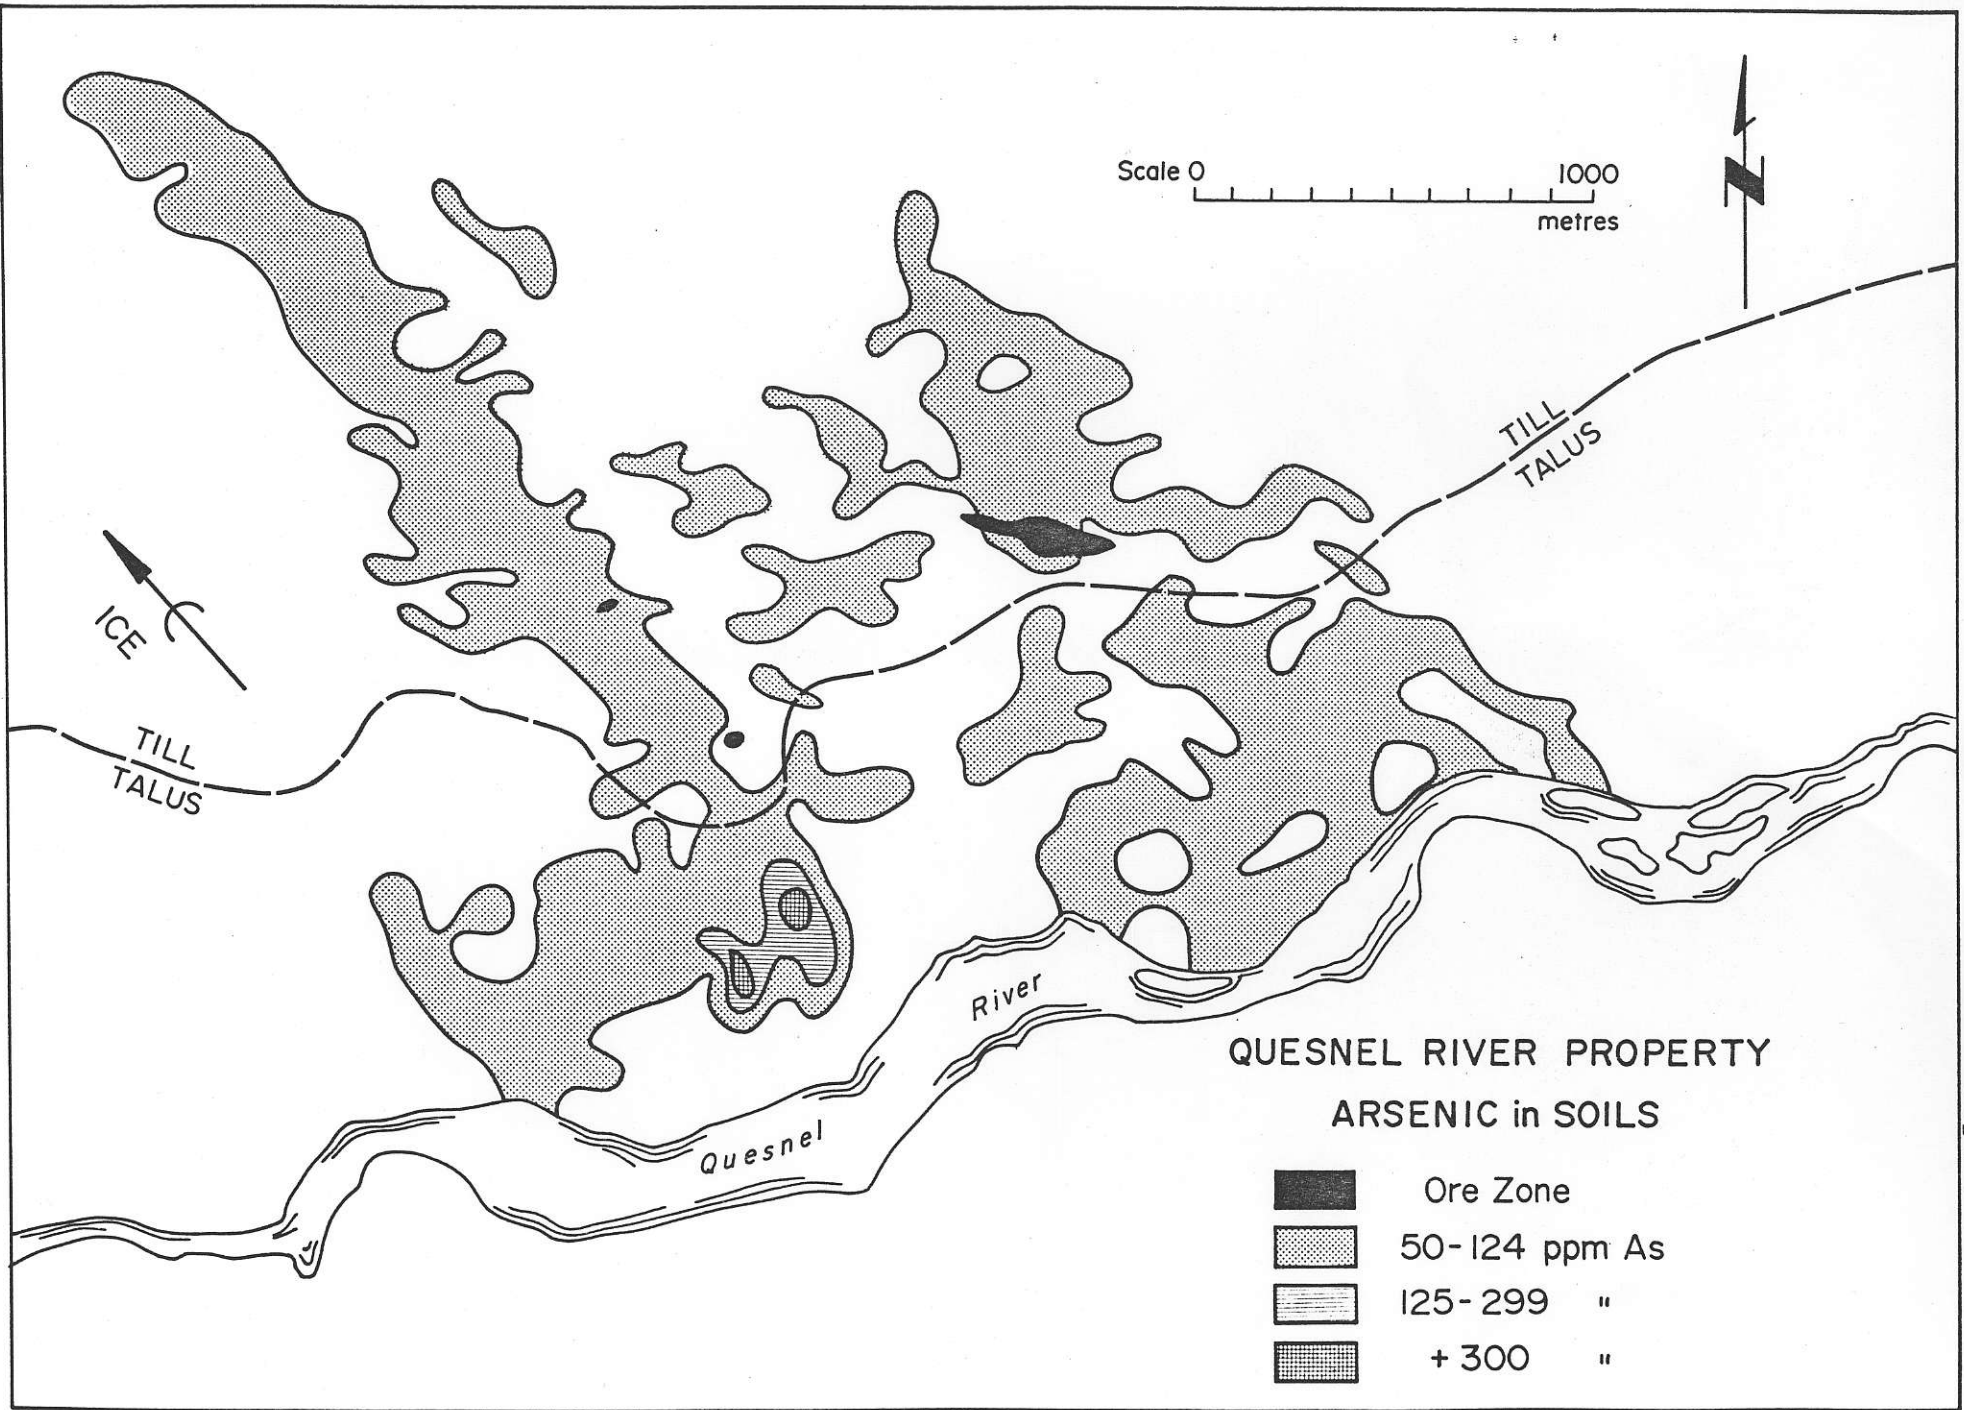 Scale 0 1000
metres
N
TILL
TALUS
ICE
TILL
TALUS
River
Quesnel
QUESNEL RIVER PROPERTY
ARSENIC in SOILS
Ore Zone
50-124 ppm As
125-299 "
+300 "